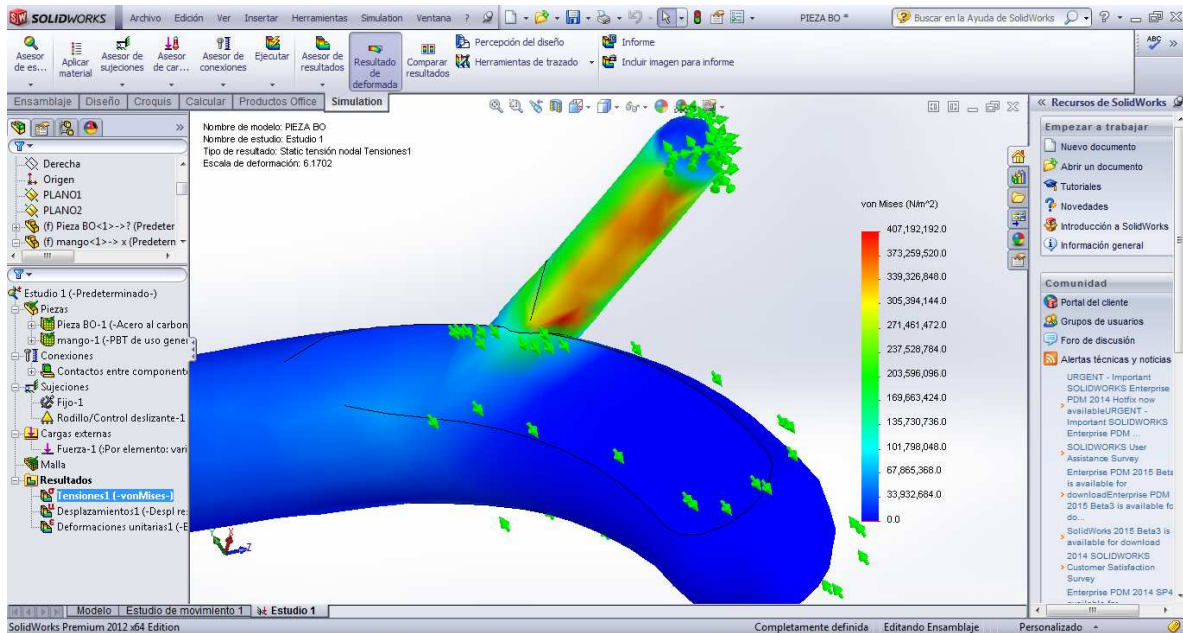 SOLIDWORKS Archivo Edición Ver Insertar Herramientas Simulation Ventana ? PIEZA BO * Buscar en la Ayuda de SolidWorks
Asesor de es...
Aplicar material
Asesor de sujeciones
Asesor de car...
Asesor de conexiones
Ejecutar
Asesor de resultados
Resultado de deformada
Comparar resultados
Percepción del diseño
Herramientas de trazado
Informe
Incluir imagen para informe
ABC
Ensamblaje Diseño Croquis Calcular Productos Office Simulation
Derecha
Origen
PLANO1
PLANO2
(f) Pieza BO<1>->? (Predeter
(f) mango<1>-> x (Predetern
Estudio 1 (-Predeterminado-)
Piezas
Pieza BO-1 (-Acero al carbon
mango-1 (-PBT de uso gener
Conexiones
Contactos entre component
Sujeciones
Fijo-1
Rodillo/Control deslizante-1
Cargas externas
Fuerza-1 (:Por elemento: vari
Malla
Resultados
Tensiones1 (-vonMises-)
Desplazamientos1 (-Despl re
Deformaciones unitarias1 (-E
Nombre de modelo: PIEZA BO
Nombre de estudio: Estudio 1
Tipo de resultado: Static tensión nodal Tensiones1
Escala de deformación: 6.1702
von Mises (N/m^2)
407,192,192.0
373,259,520.0
339,326,848.0
305,394,144.0
271,461,472.0
237,528,784.0
203,596,096.0
169,663,424.0
135,730,736.0
101,798,048.0
67,865,368.0
33,932,684.0
0.0
Y X Z
« Recursos de SolidWorks
Empezar a trabajar
Nuevo documento
Abrir un documento
Tutoriales
Novedades
Introducción a SolidWorks
Información general
Comunidad
Portal del cliente
Grupos de usuarios
Foro de discusión
Alertas técnicas y noticias
URGENT - Important
SOLIDWORKS Enterprise
PDM 2014 Hotfix now
availableURGENT -
Important SOLIDWORKS
Enterprise PDM ...
SOLIDWORKS User
Assistance Survey
Enterprise PDM 2015 Beta
is available for
downloadEnterprise PDM
2015 Beta3 is available fc
do...
SolidWorks 2015 Beta3 is
available for download
2014 SOLIDWORKS
Customer Satisfaction
Survey
Enterprise PDM 2014 SP4
Modelo Estudio de movimiento 1 Estudio 1
SolidWorks Premium 2012 x64 Edition Completamente definida Editando Ensamblaje Personalizado